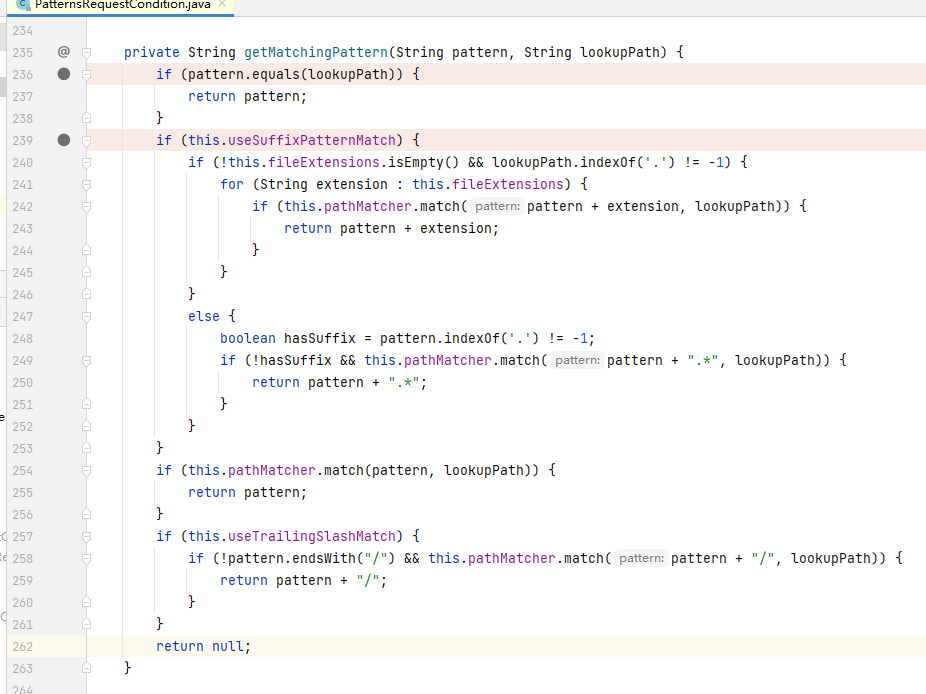 PatternsRequestCondition.java
234
235 @ private String getMatchingPattern(String pattern, String lookupPath) {
236 if (pattern.equals(lookupPath)) {
237 return pattern;
238 }
239 if (this.useSuffixPatternMatch) {
240 if (!this.fileExtensions.isEmpty() && lookupPath.indexOf('.') != -1) {
241 for (String extension : this.fileExtensions) {
242 if (this.pathMatcher.match( pattern: pattern + extension, lookupPath)) {
243 return pattern + extension;
244 }
245 }
246 }
247 else {
248 boolean hasSuffix = pattern.indexOf('.') != -1;
249 if (!hasSuffix && this.pathMatcher.match( pattern: pattern + ".*", lookupPath)) {
250 return pattern + ".*";
251 }
252 }
253 }
254 if (this.pathMatcher.match(pattern, lookupPath)) {
255 return pattern;
256 }
257 if (this.useTrailingSlashMatch) {
258 if (!pattern.endsWith("/") && this.pathMatcher.match( pattern: pattern + "/", lookupPath)) {
259 return pattern + "/";
260 }
261 }
262 return null;
263 }
264